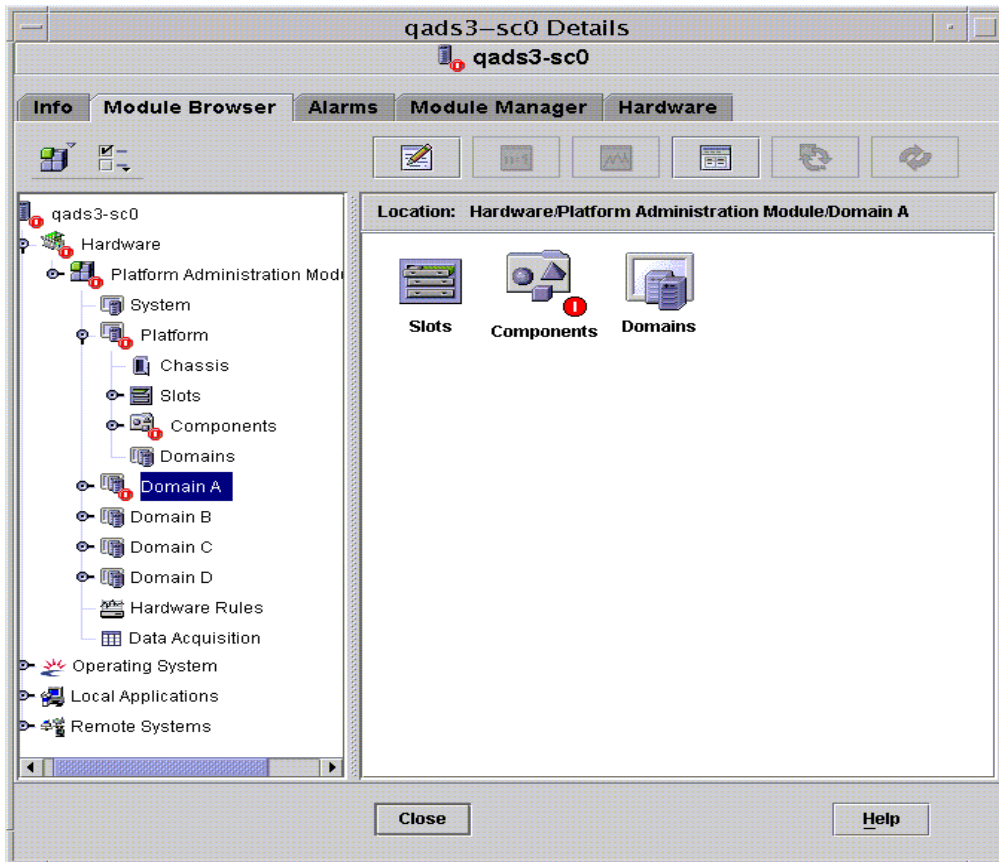 qads3–sc0 Details
qads3-sc0
Info Module Browser Alarms Module Manager Hardware
qads3-sc0
Hardware
Platform Administration Modu
System
Platform
Chassis
Slots
Components
Domains
Domain A
Domain B
Domain C
Domain D
Hardware Rules
Data Acquisition
Operating System
Local Applications
Remote Systems
Location: Hardware/Platform Administration Module/Domain A
Slots
Components
Domains
Close
Help